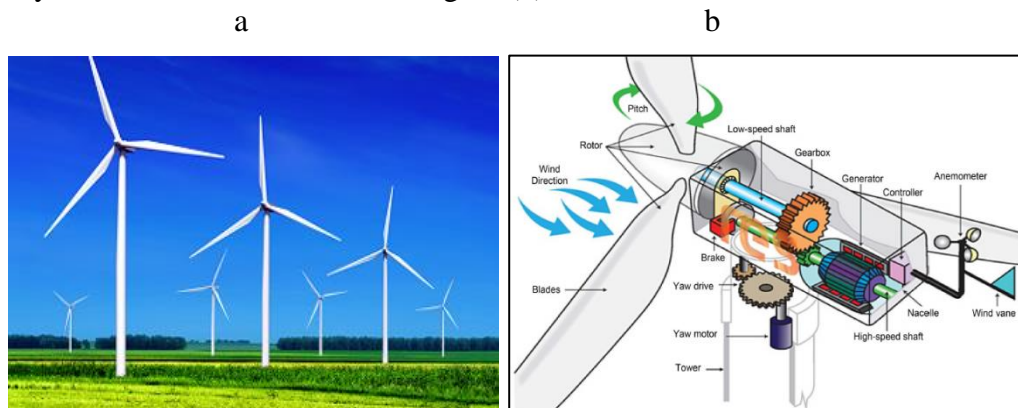 a
b
Pitch
Low-speed shaft
Rotor
Gearbox
Wind
Direction
Generator
Anemometer
Controller
Brake
Blades
Yaw drive
Yaw motor
Tower
Nacelle
Wind vane
High-speed shaft